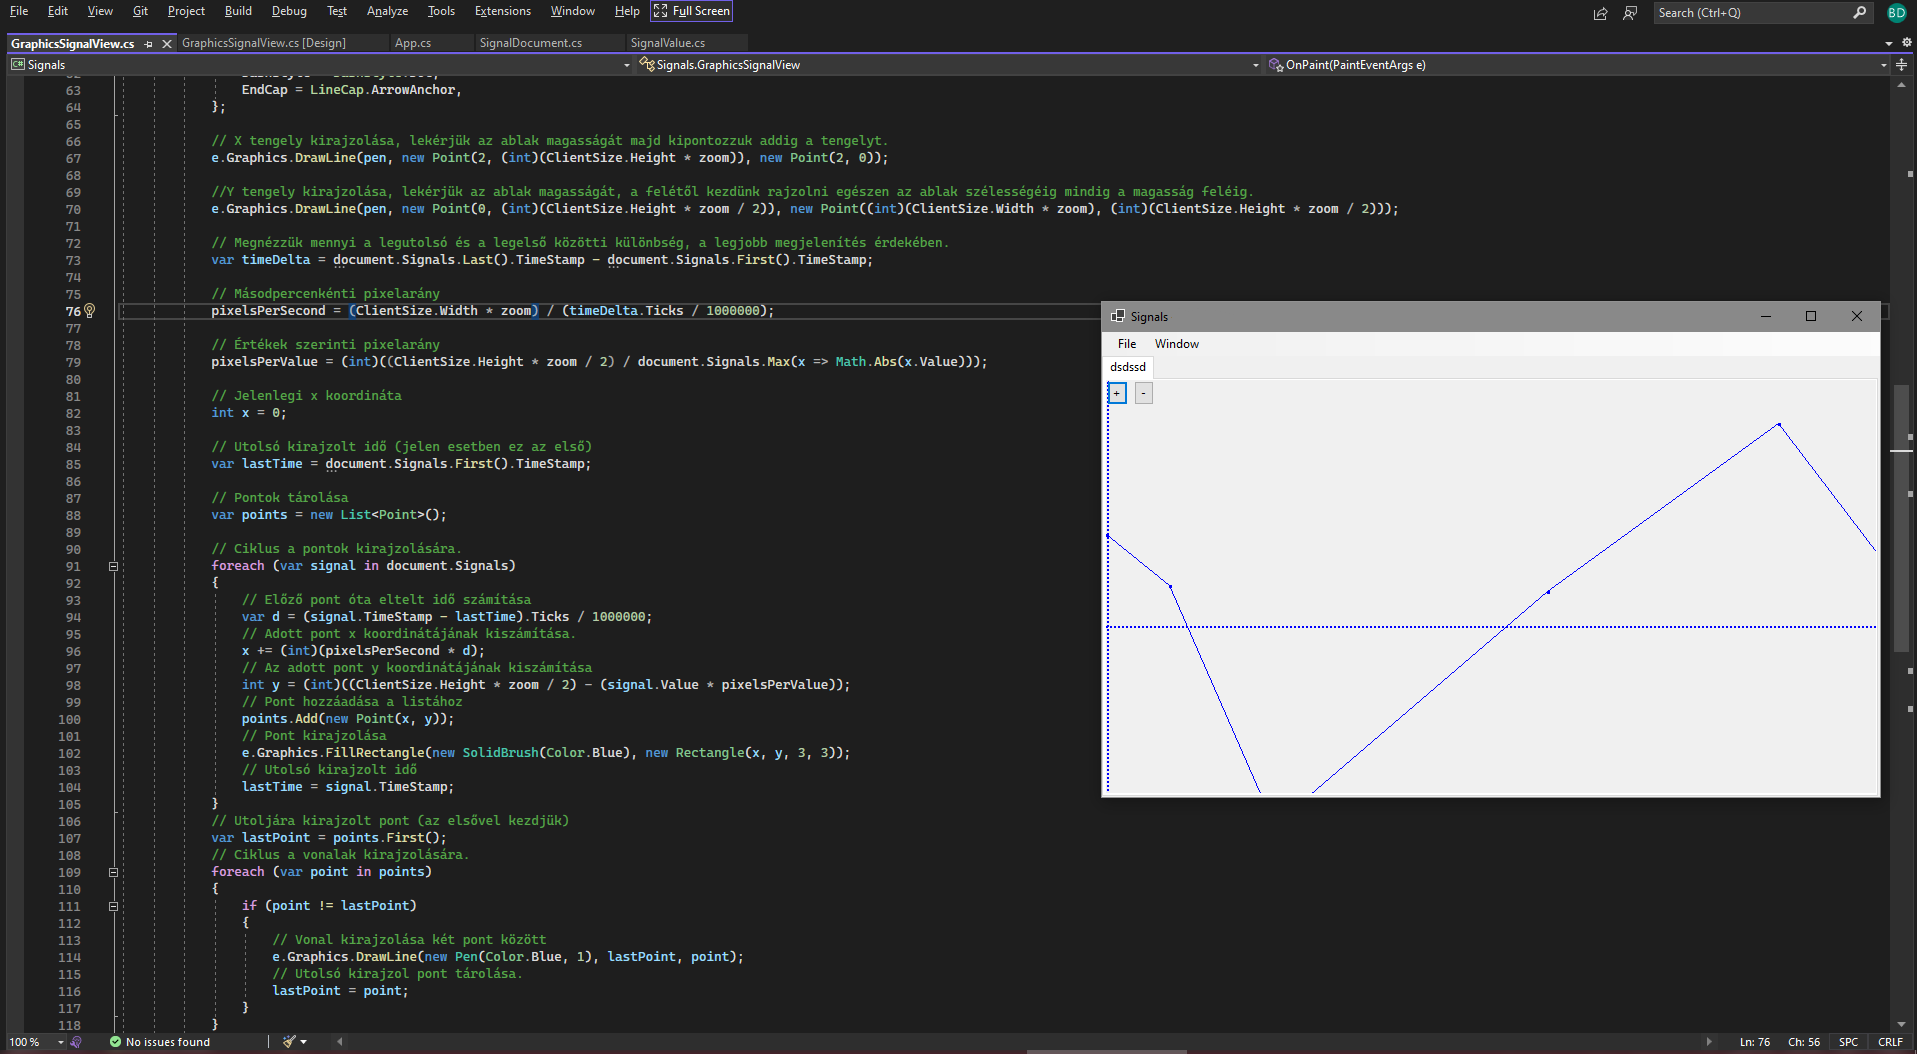 File Edit View Git Project Build Debug Test Analyze Tools Extensions Window Help Full Screen Search (Ctrl+Q) BD
GraphicsSignalView.cs GraphicsSignalView.cs [Design] App.cs SignalDocument.cs SignalValue.cs
C# Signals Signals.GraphicsSignalView OnPaint(PaintEventArgs e)
63 EndCap = LineCap.ArrowAnchor,
64 };
65
66 // X tengely kirajzolása, lekérjük az ablak magasságát majd kipontozzuk addig a tengelyt.
67 e.Graphics.DrawLine(pen, new Point(2, (int)(ClientSize.Height * zoom)), new Point(2, 0));
68
69 //Y tengely kirajzolása, lekérjük az ablak magasságát, a felétől kezdünk rajzolni egészen az ablak szélességéig mindig a magasság feléig.
70 e.Graphics.DrawLine(pen, new Point(0, (int)(ClientSize.Height * zoom / 2)), new Point((int)(ClientSize.Width * zoom), (int)(ClientSize.Height * zoom / 2)));
71
72 // Megnézzük mennyi a legutolsó és a legelső közötti különbség, a legjobb megjelenítés érdekében.
73 var timeDelta = document.Signals.Last().TimeStamp - document.Signals.First().TimeStamp;
74
75 // Másodpercenkénti pixelarány
76 pixelsPerSecond = (ClientSize.Width * zoom) / (timeDelta.Ticks / 1000000);
77
78 // Értékek szerinti pixelarány
79 pixelsPerValue = (int)((ClientSize.Height * zoom / 2) / document.Signals.Max(x => Math.Abs(x.Value)));
80
81 // Jelenlegi x koordináta
82 int x = 0;
83
84 // Utolsó kirajzolt idő (jelen esetben ez az első)
85 var lastTime = document.Signals.First().TimeStamp;
86
87 // Pontok tárolása
88 var points = new List<Point>();
89
90 // Ciklus a pontok kirajzolására.
91 foreach (var signal in document.Signals)
92 {
93 // Előző pont óta eltelt idő számítása
94 var d = (signal.TimeStamp - lastTime).Ticks / 1000000;
95 // Adott pont x koordinátájának kiszámítása.
96 x += (int)(pixelsPerSecond * d);
97 // Az adott pont y koordinátájának kiszámítása
98 int y = (int)((ClientSize.Height * zoom / 2) - (signal.Value * pixelsPerValue));
99 // Pont hozzáadása a listához
100 points.Add(new Point(x, y));
101 // Pont kirajzolása
102 e.Graphics.FillRectangle(new SolidBrush(Color.Blue), new Rectangle(x, y, 3, 3));
103 // Utolsó kirajzolt idő
104 lastTime = signal.TimeStamp;
105 }
106 // Utoljára kirajzolt pont (az elsővel kezdjük)
107 var lastPoint = points.First();
108 // Ciklus a vonalak kirajzolására.
109 foreach (var point in points)
110 {
111 if (point != lastPoint)
112 {
113 // Vonal kirajzolása két pont között
114 e.Graphics.DrawLine(new Pen(Color.Blue, 1), lastPoint, point);
115 // Utolsó kirajzol pont tárolása.
116 lastPoint = point;
117 }
118 }
Signals
File Window
dsdssd
+ -
100 % No issues found Ln: 76 Ch: 56 SPC CRLF